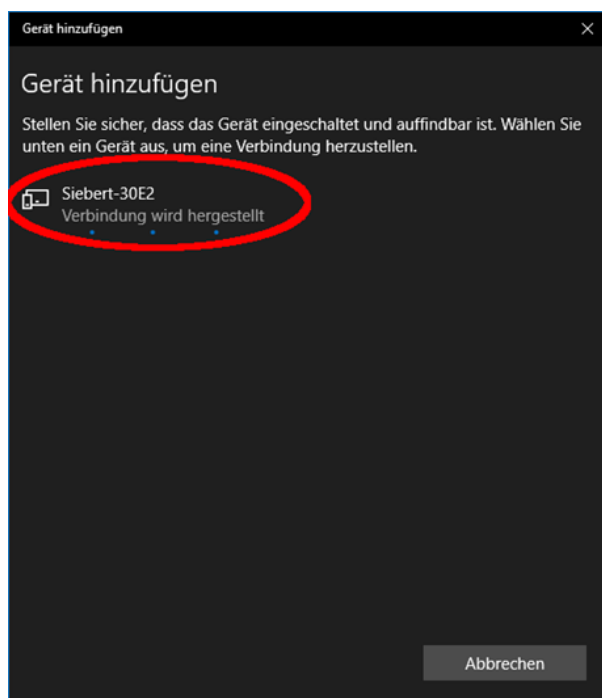 Gerät hinzufügen
Gerät hinzufügen
Stellen Sie sicher, dass das Gerät eingeschaltet und auffindbar ist. Wählen Sie
unten ein Gerät aus, um eine Verbindung herzustellen.
Siebert-30E2
Verbindung wird hergestellt
Abbrechen